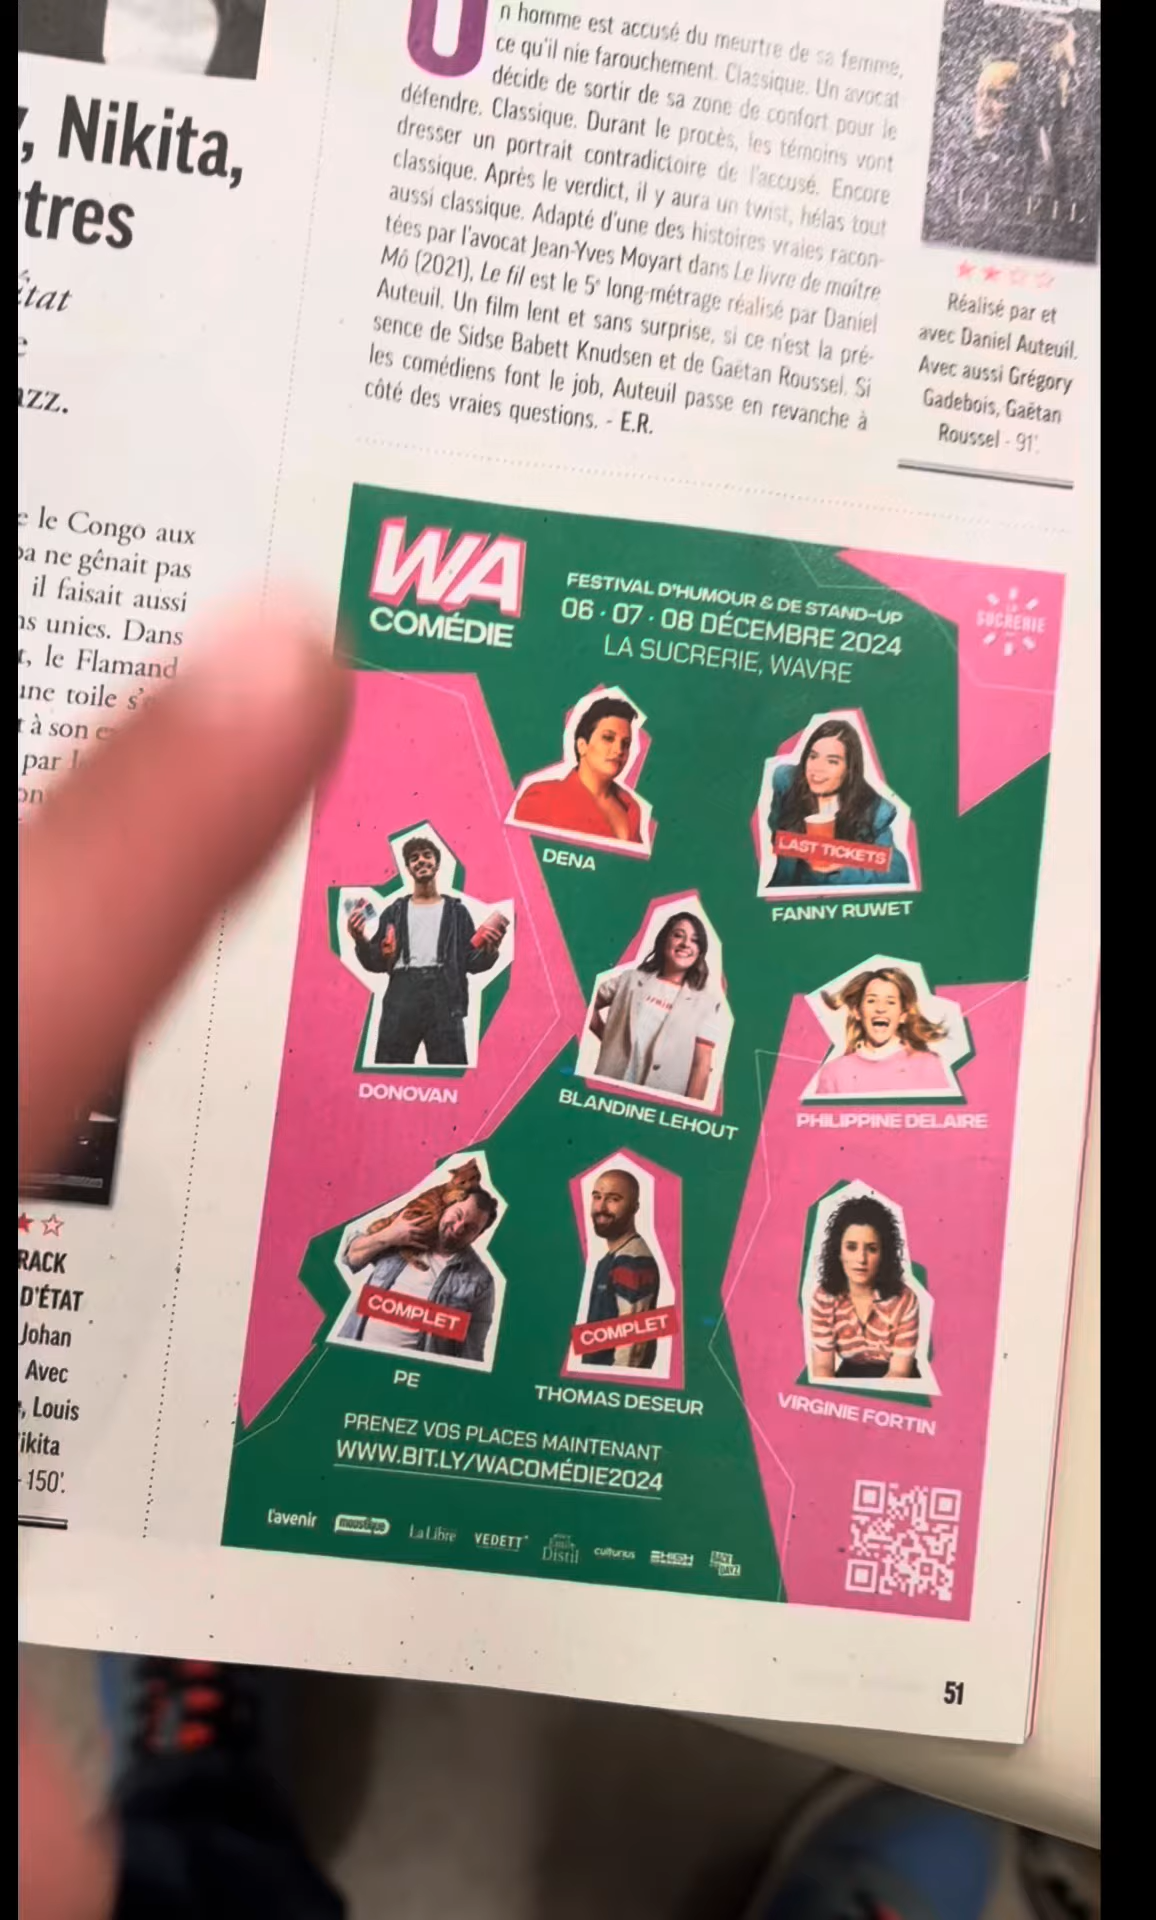 , Nikita,
tres
état
azz.
e le Congo aux
pa ne gênait pas
il faisait aussi
ns unies. Dans
t, le Flamand
une toile s'
t à son
par
on
RACK
D'ÉTAT
Johan
Avec
, Louis
ikita
- 150'.
Un homme est accusé du meurtre de sa femme,
ce qu'il nie farouchement. Classique. Un avocat
décide de sortir de sa zone de confort pour le
défendre. Classique. Durant le procès, les témoins vont
dresser un portrait contradictoire de l'accusé. Encore
classique. Après le verdict, il y aura un twist, hélas tout
aussi classique. Adapté d'une des histoires vraies racon-
tées par l'avocat Jean-Yves Moyart dans Le livre de maître
Mô (2021), Le fil est le 5e long-métrage réalisé par Daniel
Auteuil. Un film lent et sans surprise, si ce n'est la pré-
sence de Sidse Babett Knudsen et de Gaëtan Roussel. Si
les comédiens font le job, Auteuil passe en revanche à
côté des vraies questions. - E.R.
LE FIL
Réalisé par et
avec Daniel Auteuil.
Avec aussi Grégory
Gadebois, Gaëtan
Roussel - 91'.
WA
COMÉDIE
FESTIVAL D'HUMOUR & DE STAND-UP
06 · 07 · 08 DÉCEMBRE 2024
LA SUCRERIE, WAVRE
LA
SUCRERIE
DENA
LAST TICKETS
FANNY RUWET
DONOVAN
BLANDINE LEHOUT
PHILIPPINE DELAIRE
COMPLET
PE
COMPLET
THOMAS DESEUR
VIRGINIE FORTIN
PRENEZ VOS PLACES MAINTENANT
WWW.BIT.LY/WACOMÉDIE2024
l'avenir
moustique
La Libre
VEDETT
Distil
culturius
51